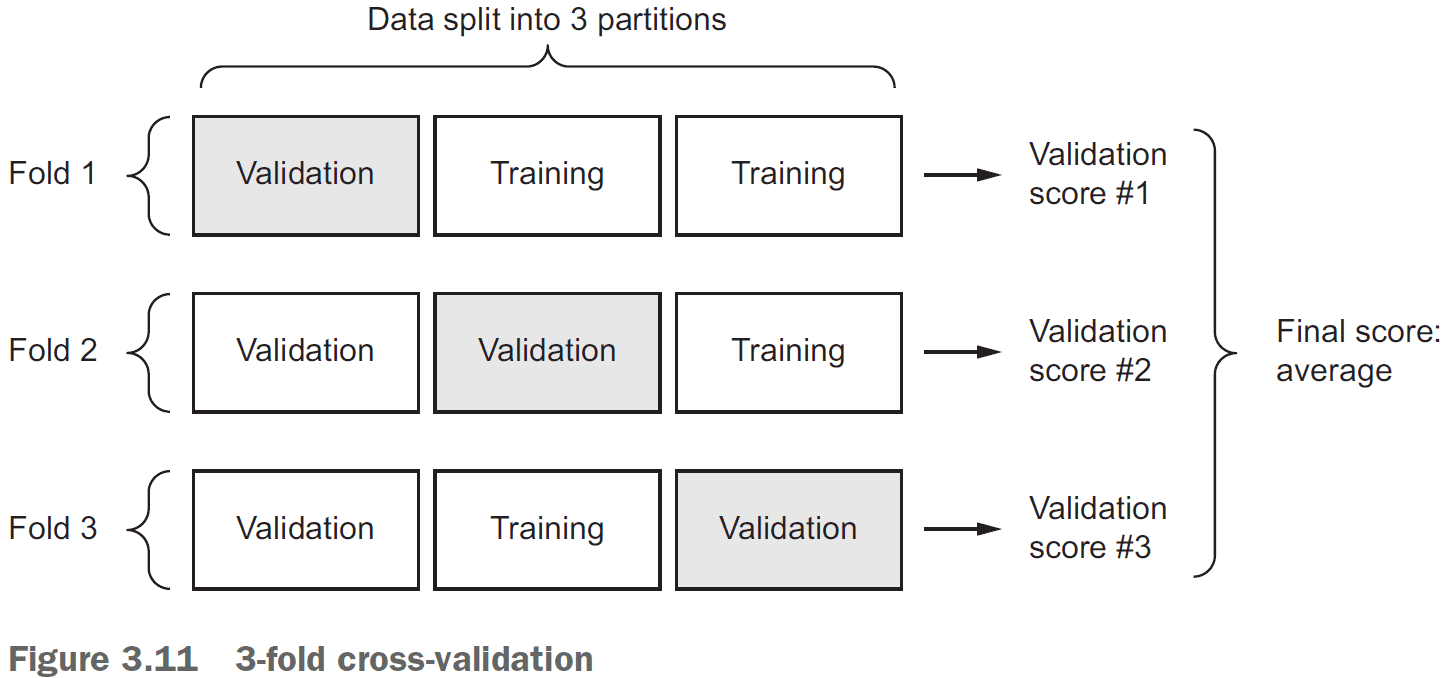 Data split into 3 partitions
Fold 1
Validation
Training
Training
Validation
score #1
Fold 2
Validation
Validation
Training
Validation
score #2
Final score:
average
Fold 3
Validation
Training
Validation
Validation
score #3
Figure 3.11 3-fold cross-validation